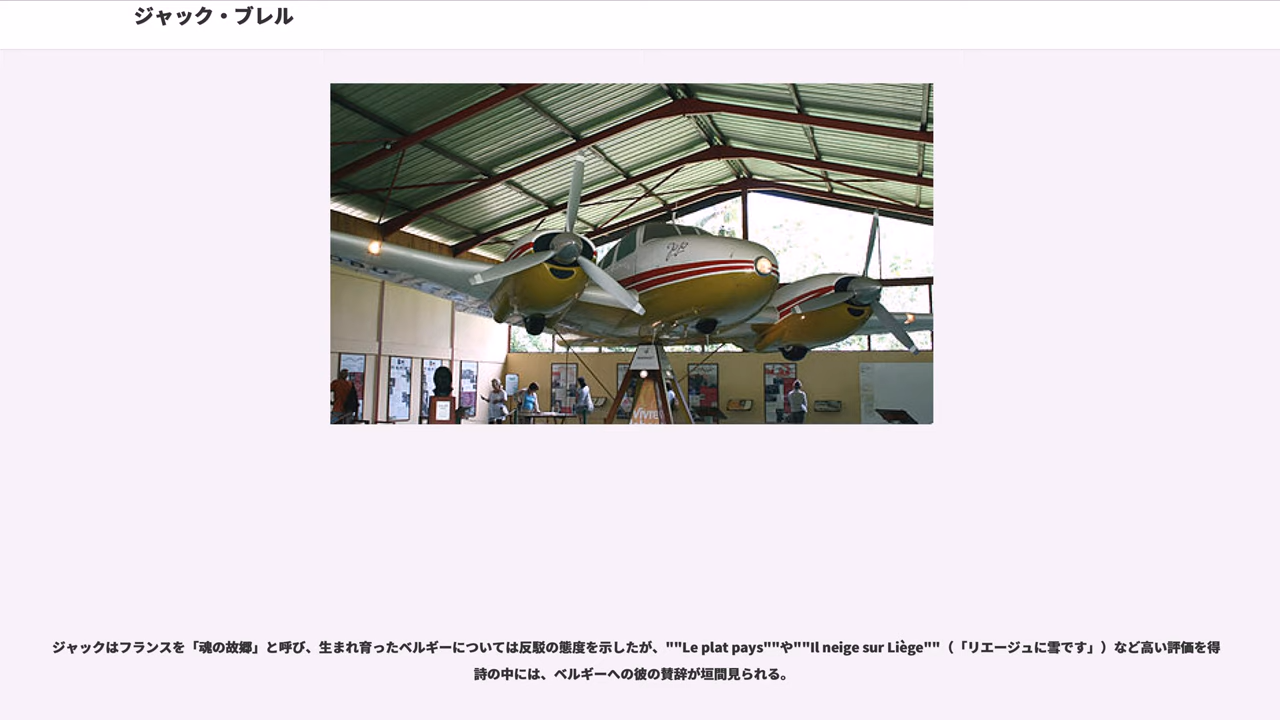 ジャック・ブレル
Jojo
VIVRE
ジャックはフランスを「魂の故郷」と呼び、生まれ育ったベルギーについては反駁の態度を示したが、""Le plat pays""や""Il neige sur Liège""（「リエージュに雪です」）など高い評価を得
詩の中には、ベルギーへの彼の賛辞が垣間見られる。